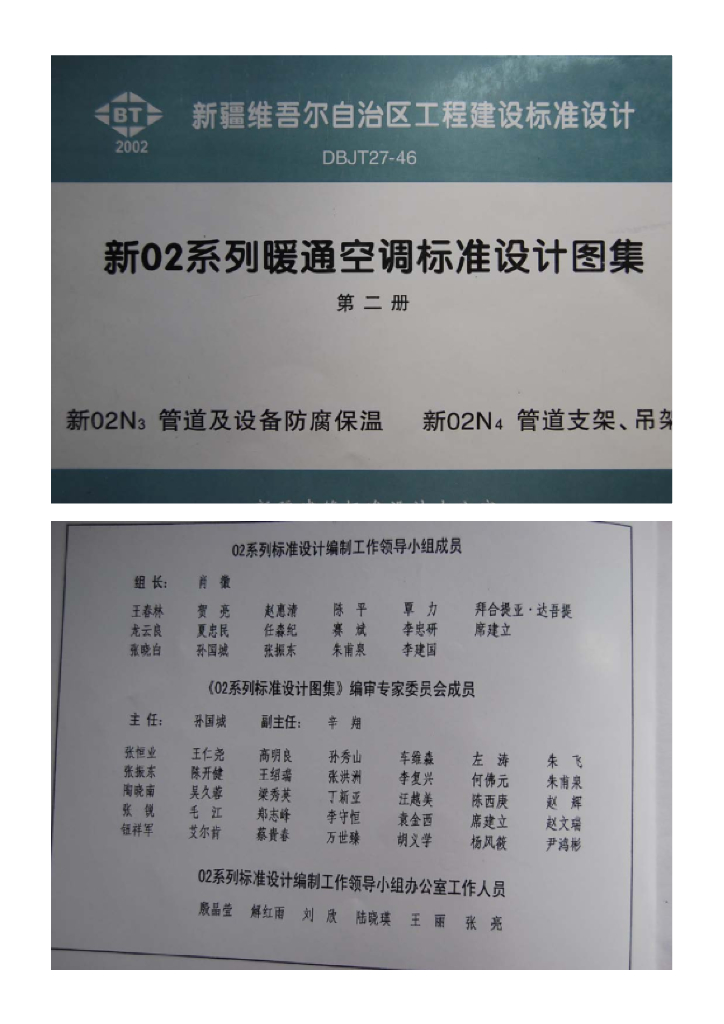 BT
2002
新疆维吾尔自治区工程建设标准设计
DBJT27-46
新02系列暖通空调标准设计图集
第二册
新02N3 管道及设备防腐保温 新02N4 管道支架、吊架
02系列标准设计编制工作领导小组成员
组长: 肖徽
王春林 贺亮 赵惠清 陈平 覃力 拜合提亚·达吾提
龙云良 夏忠民 任淼纪 赛斌 李忠研 席建立
张晓白 孙国城 张振东 朱甫泉 李建国
《02系列标准设计图集》编审专家委员会成员
主任: 孙国城 副主任: 辛翔
张恒业 王仁尧 高明良 孙秀山 车维淼 左涛 朱飞
张振东 陈开健 王绍瑞 张洪洲 李复兴 何佛元 朱甫泉
陶晓南 吴久蓉 梁秀英 丁新亚 汪越美 陈西庚 赵辉
张锐 毛江 郑志峰 李守恒 袁金西 席建立 赵文瑞
钮祥军 艾尔肯 蔡贵春 万世臻 胡义学 杨风薇 尹鸿彬
02系列标准设计编制工作领导小组办公室工作人员
殷晶莹 解红雨 刘欣 陆晓瑛 王丽 张亮